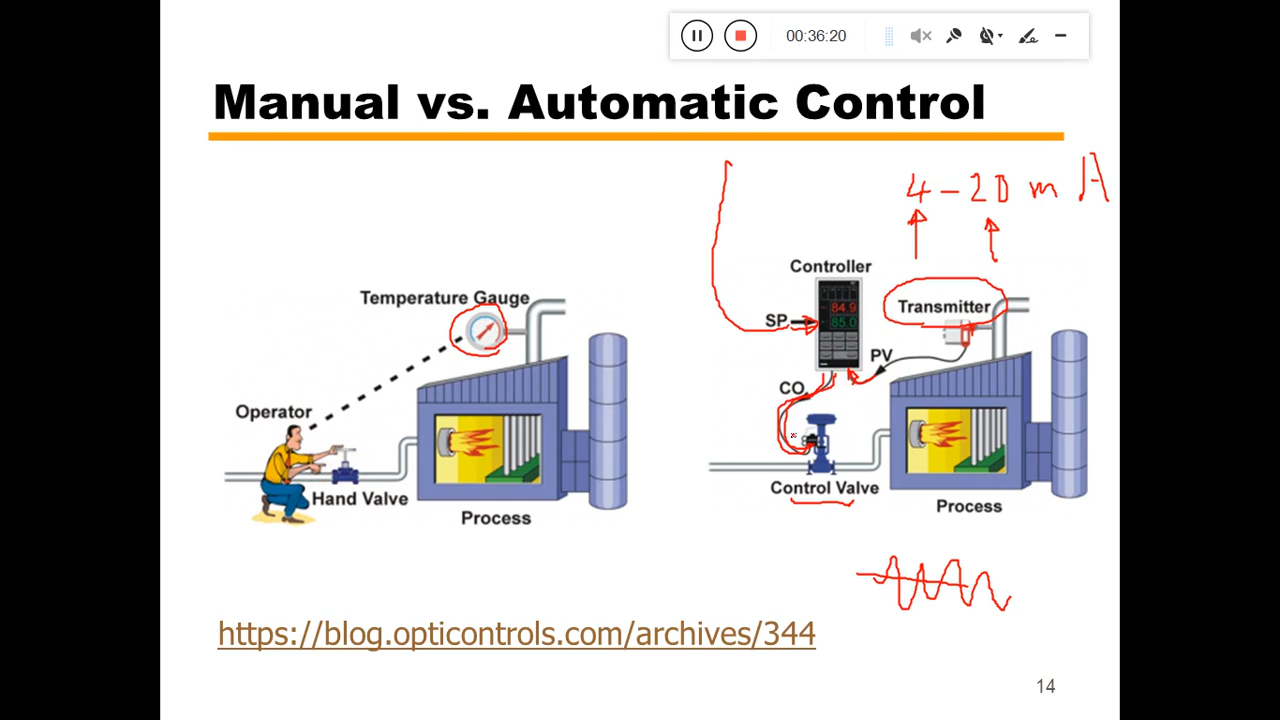 00:36:20
Manual vs. Automatic Control
4-20 mA
Controller
Temperature Gauge
Transmitter
84.9
SP
85.0
PV
CO
Operator
Hand Valve
Control Valve
Process
Process
https://blog.opticontrols.com/archives/344
14